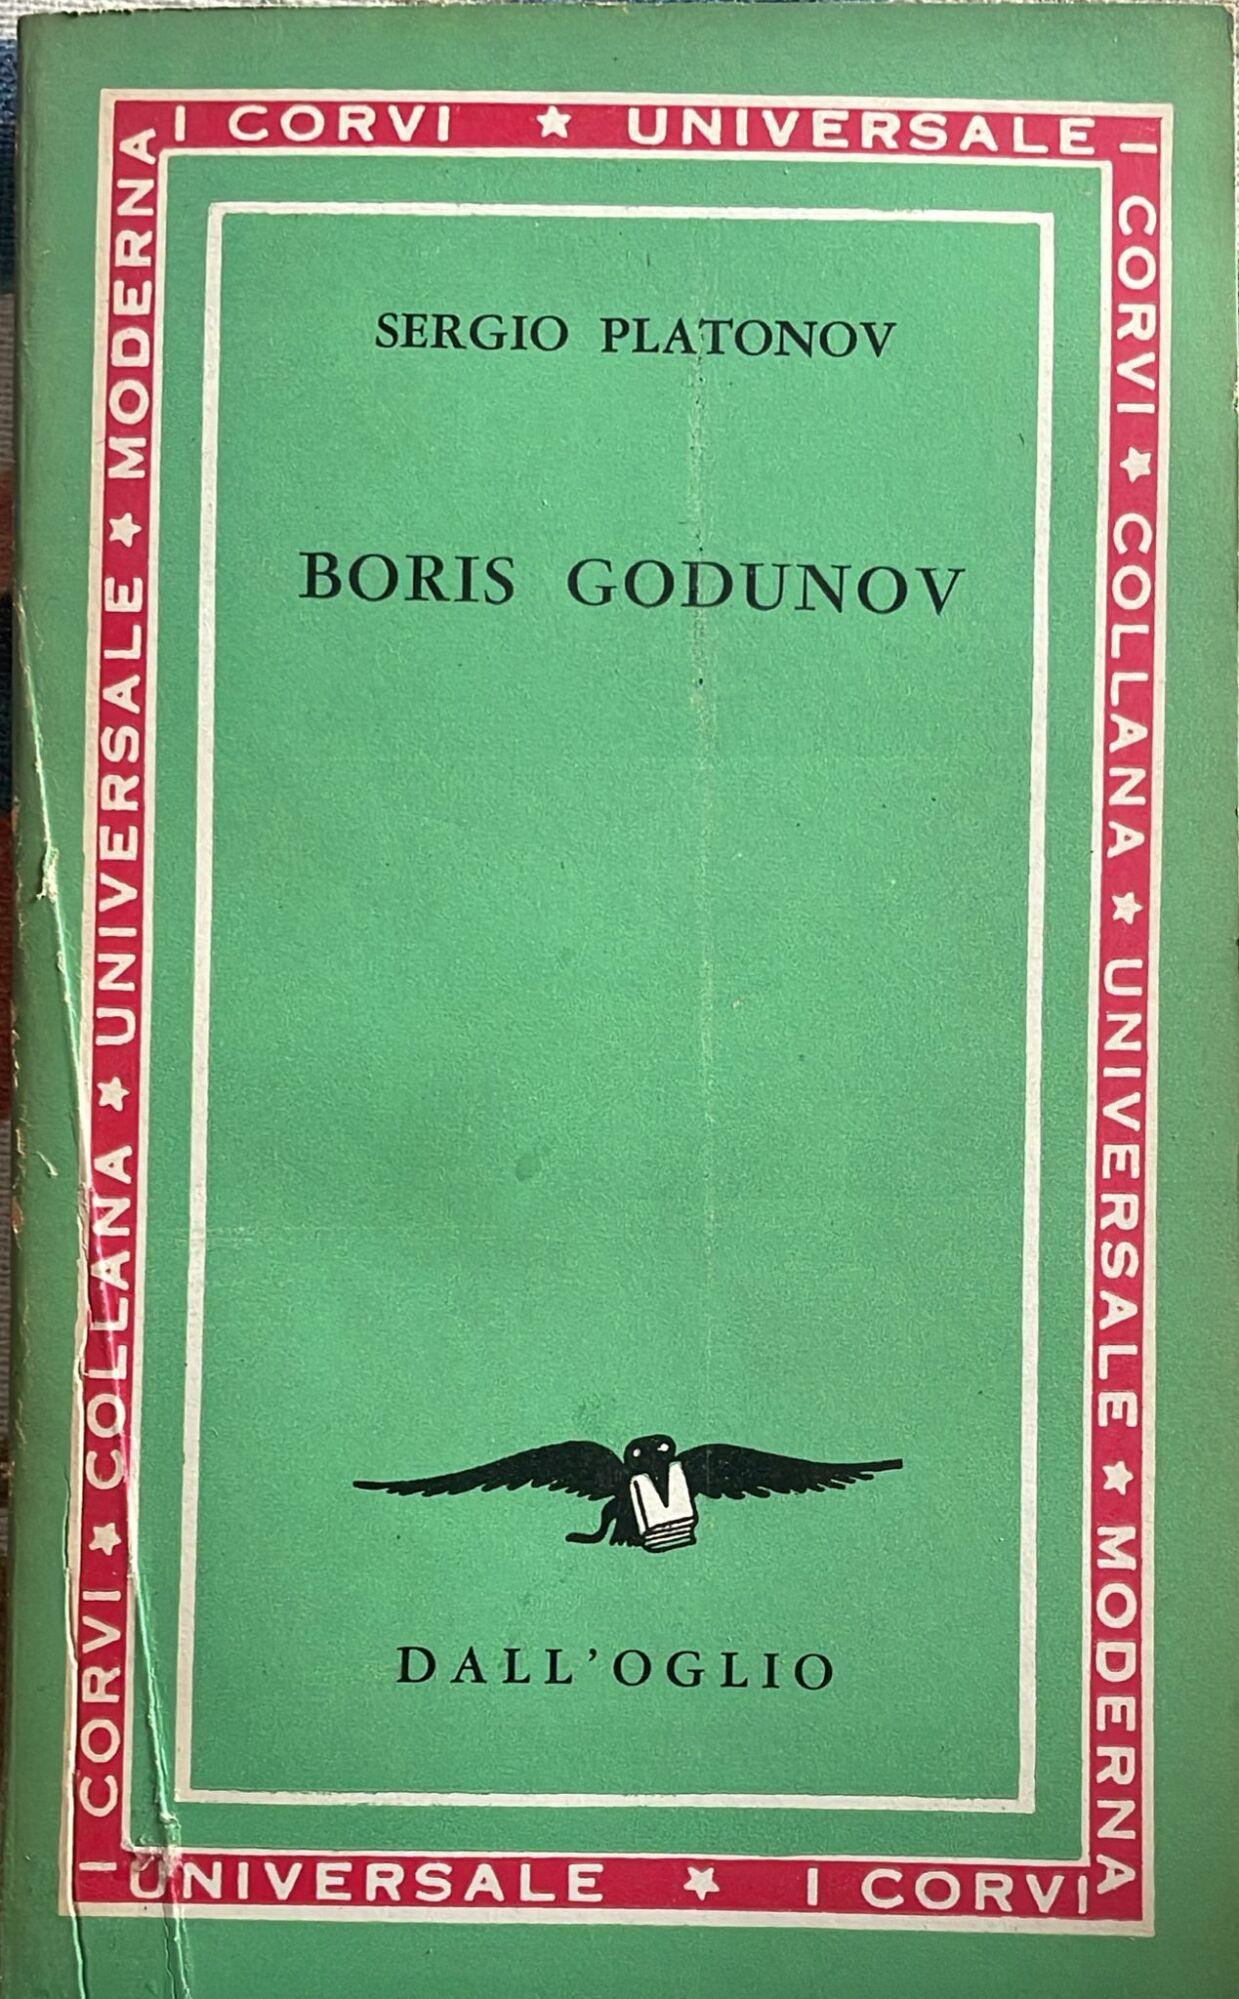 I CORVI ★ UNIVERSALE
I CORVI ★ COLLANA ★ UNIVERSALE ★ MODERNA
I CORVI ★ COLLANA ★ UNIVERSALE ★ MODERNA
SERGIO PLATONOV
BORIS GODUNOV
DALL'OGLIO
UNIVERSALE ★ I CORVI